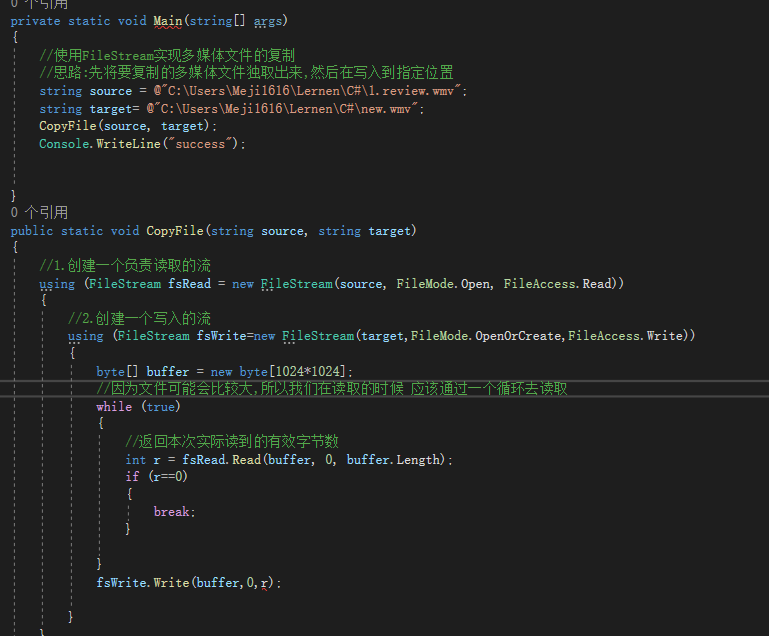 0 个引用
private static void Main(string[] args)
{
//使用FileStream实现多媒体文件的复制
//思路:先将要复制的多媒体文件独取出来,然后在写入到指定位置
string source = @"C:\Users\Meji1616\Lernen\C#\1.review.wmv";
string target= @"C:\Users\Meji1616\Lernen\C#\new.wmv";
CopyFile(source, target);
Console.WriteLine("success");
}
0 个引用
public static void CopyFile(string source, string target)
{
//1.创建一个负责读取的流
using (FileStream fsRead = new FileStream(source, FileMode.Open, FileAccess.Read))
{
//2.创建一个写入的流
using (FileStream fsWrite=new FileStream(target,FileMode.OpenOrCreate,FileAccess.Write))
{
byte[] buffer = new byte[1024*1024];
//因为文件可能会比较大,所以我们在读取的时候 应该通过一个循环去读取
while (true)
{
//返回本次实际读到的有效字节数
int r = fsRead.Read(buffer, 0, buffer.Length);
if (r==0)
{
break;
}
}
fsWrite.Write(buffer,0,r);
}
}